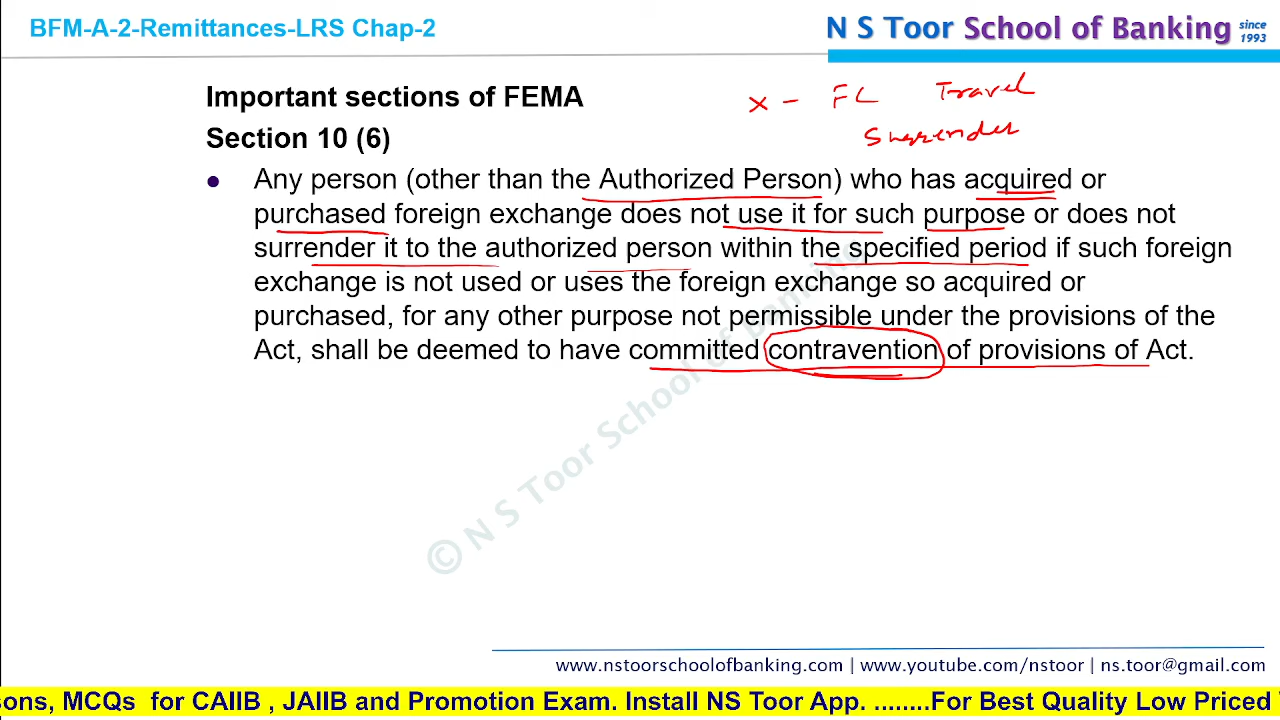 BFM-A-2-Remittances-LRS Chap-2
N S Toor School of Banking since 1993
Important sections of FEMA
x - FC Travel
Surrender
Section 10 (6)
• Any person (other than the Authorized Person) who has acquired or
purchased foreign exchange does not use it for such purpose or does not
surrender it to the authorized person within the specified period if such foreign
exchange is not used or uses the foreign exchange so acquired or
purchased, for any other purpose not permissible under the provisions of the
Act, shall be deemed to have committed contravention of provisions of Act.
© N S Toor School of Banking
www.nstoorschoolofbanking.com | www.youtube.com/nstoor | ns.toor@gmail.com
sons, MCQs for CAIIB , JAIIB and Promotion Exam. Install NS Toor App. ........For Best Quality Low Priced